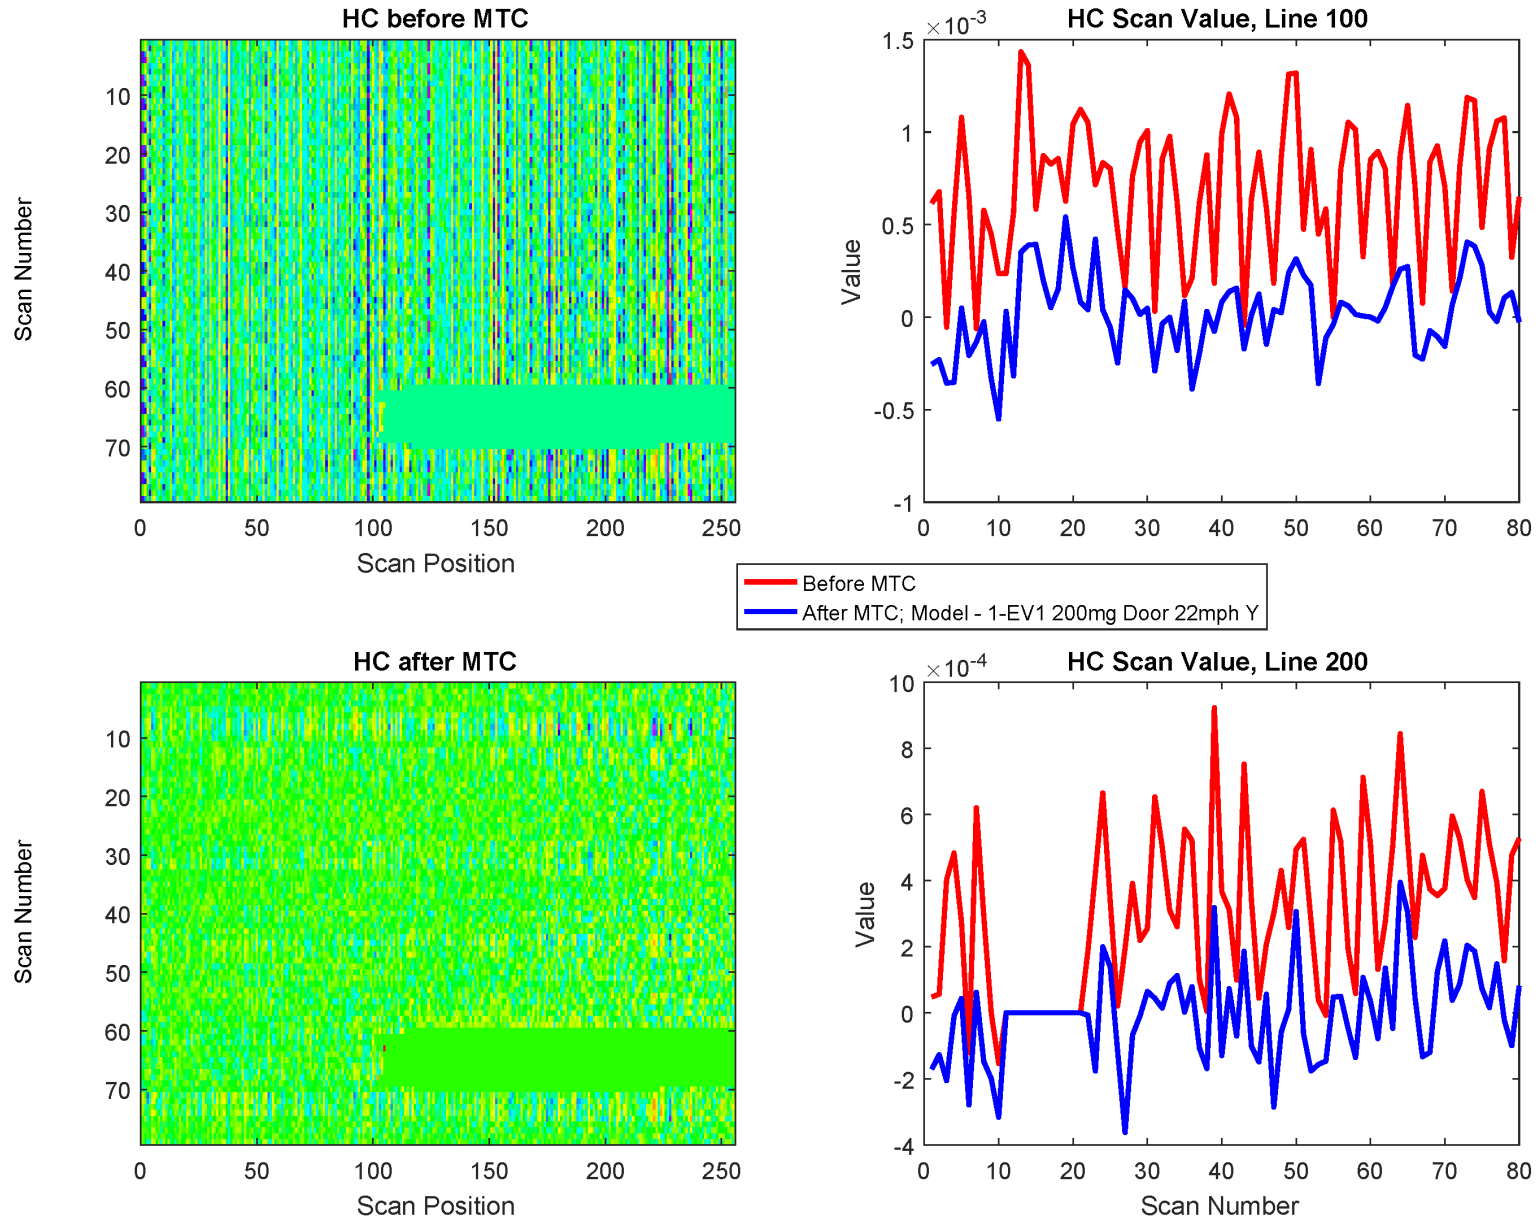 HC before MTC
Scan Number
10
20
30
40
50
60
70
0 50 100 150 200 250
Scan Position
HC Scan Value, Line 100
×10-3
Value
1.5
1
0.5
0
-0.5
-1
0 10 20 30 40 50 60 70 80
Before MTC
After MTC; Model - 1-EV1 200mg Door 22mph Y
HC after MTC
Scan Number
10
20
30
40
50
60
70
0 50 100 150 200 250
Scan Position
HC Scan Value, Line 200
×10-4
Value
10
8
6
4
2
0
-2
-4
0 10 20 30 40 50 60 70 80
Scan Number